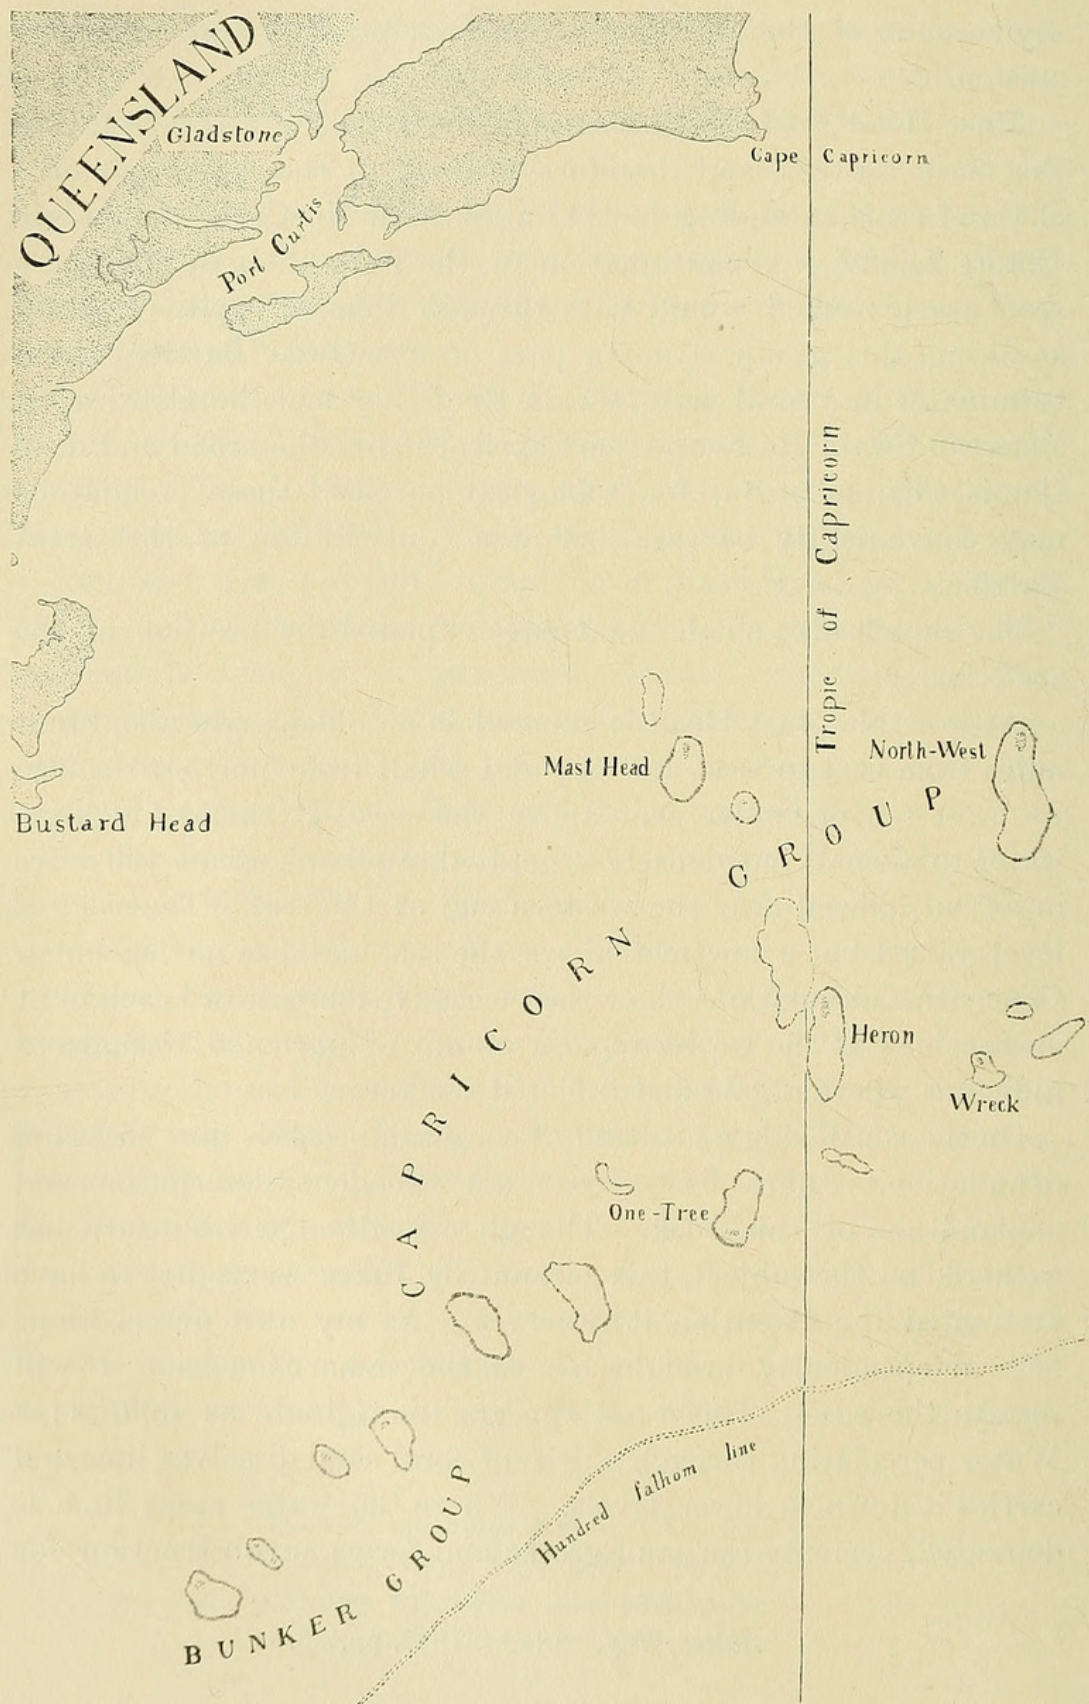 QUEENSLAND
Gladstone
Port Curtis
Cape Capricorn
Tropic of Capricorn
North-West
Mast Head
Bustard Head
CAPRICORN GROUP
Heron
Wreck
One-Tree
Hundred fathom line
BUNKER GROUP